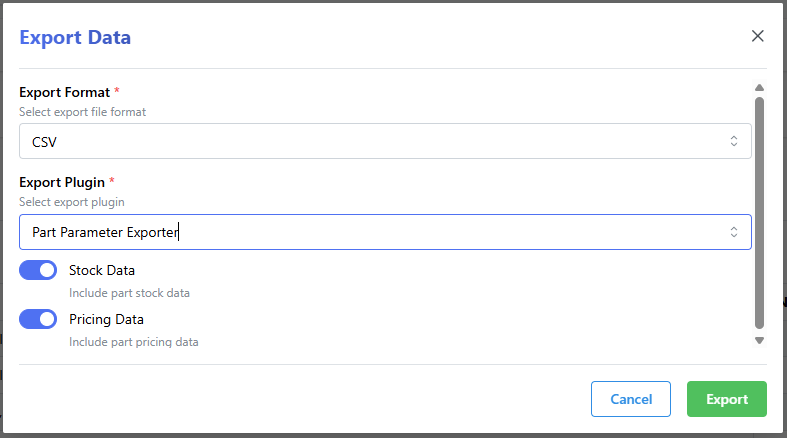 Export Data
Export Format *
Select export file format
CSV
Export Plugin *
Select export plugin
Part Parameter Exporter
Stock Data
Include part stock data
Pricing Data
Include part pricing data
Cancel
Export